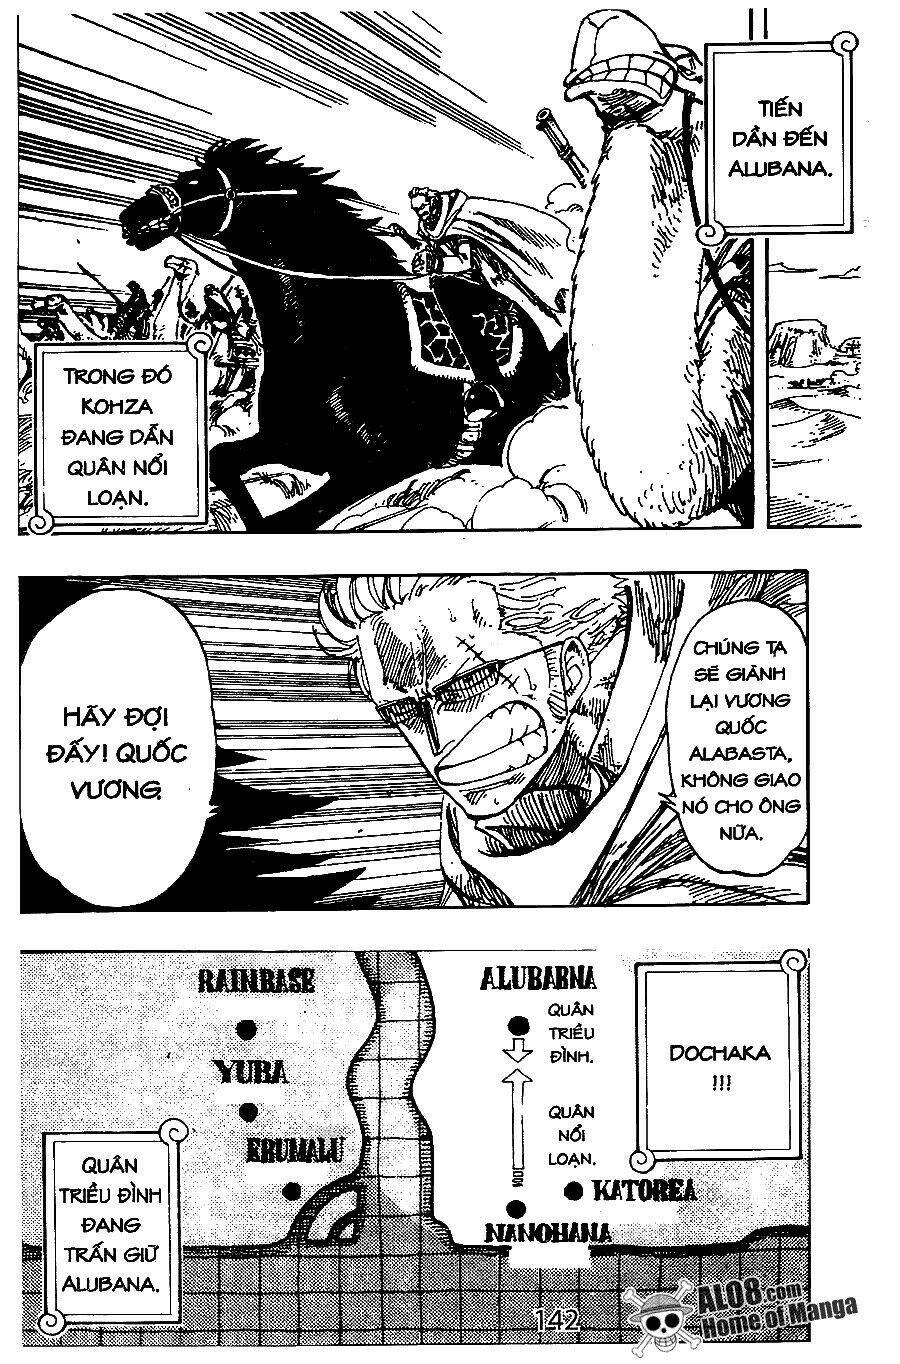 TIẾN
DẦN ĐẾN
ALUBANA.
TRONG ĐÓ
KOHZA
ĐANG DẪN
QUÂN NỔI
LOẠN.
CHÚNG TA
SẼ GIÀNH
LẠI VƯƠNG
QUỐC
ALABASTA,
KHÔNG GIAO
NÓ CHO ÔNG
NỮA.
HÃY ĐỢI
ĐẤY! QUỐC
VƯƠNG.
DOCHAKA
!!!
RAINBASE
YUBA
ERUMALU
ALUBARNA
QUÂN
TRIỀU
ĐÌNH.
QUÂN
NỔI
LOẠN.
KATOREA
NANOHANA
QUÂN
TRIỀU ĐÌNH
ĐANG
TRẤN GIỮ
ALUBANA.
142
ALO8.com
Home of Manga